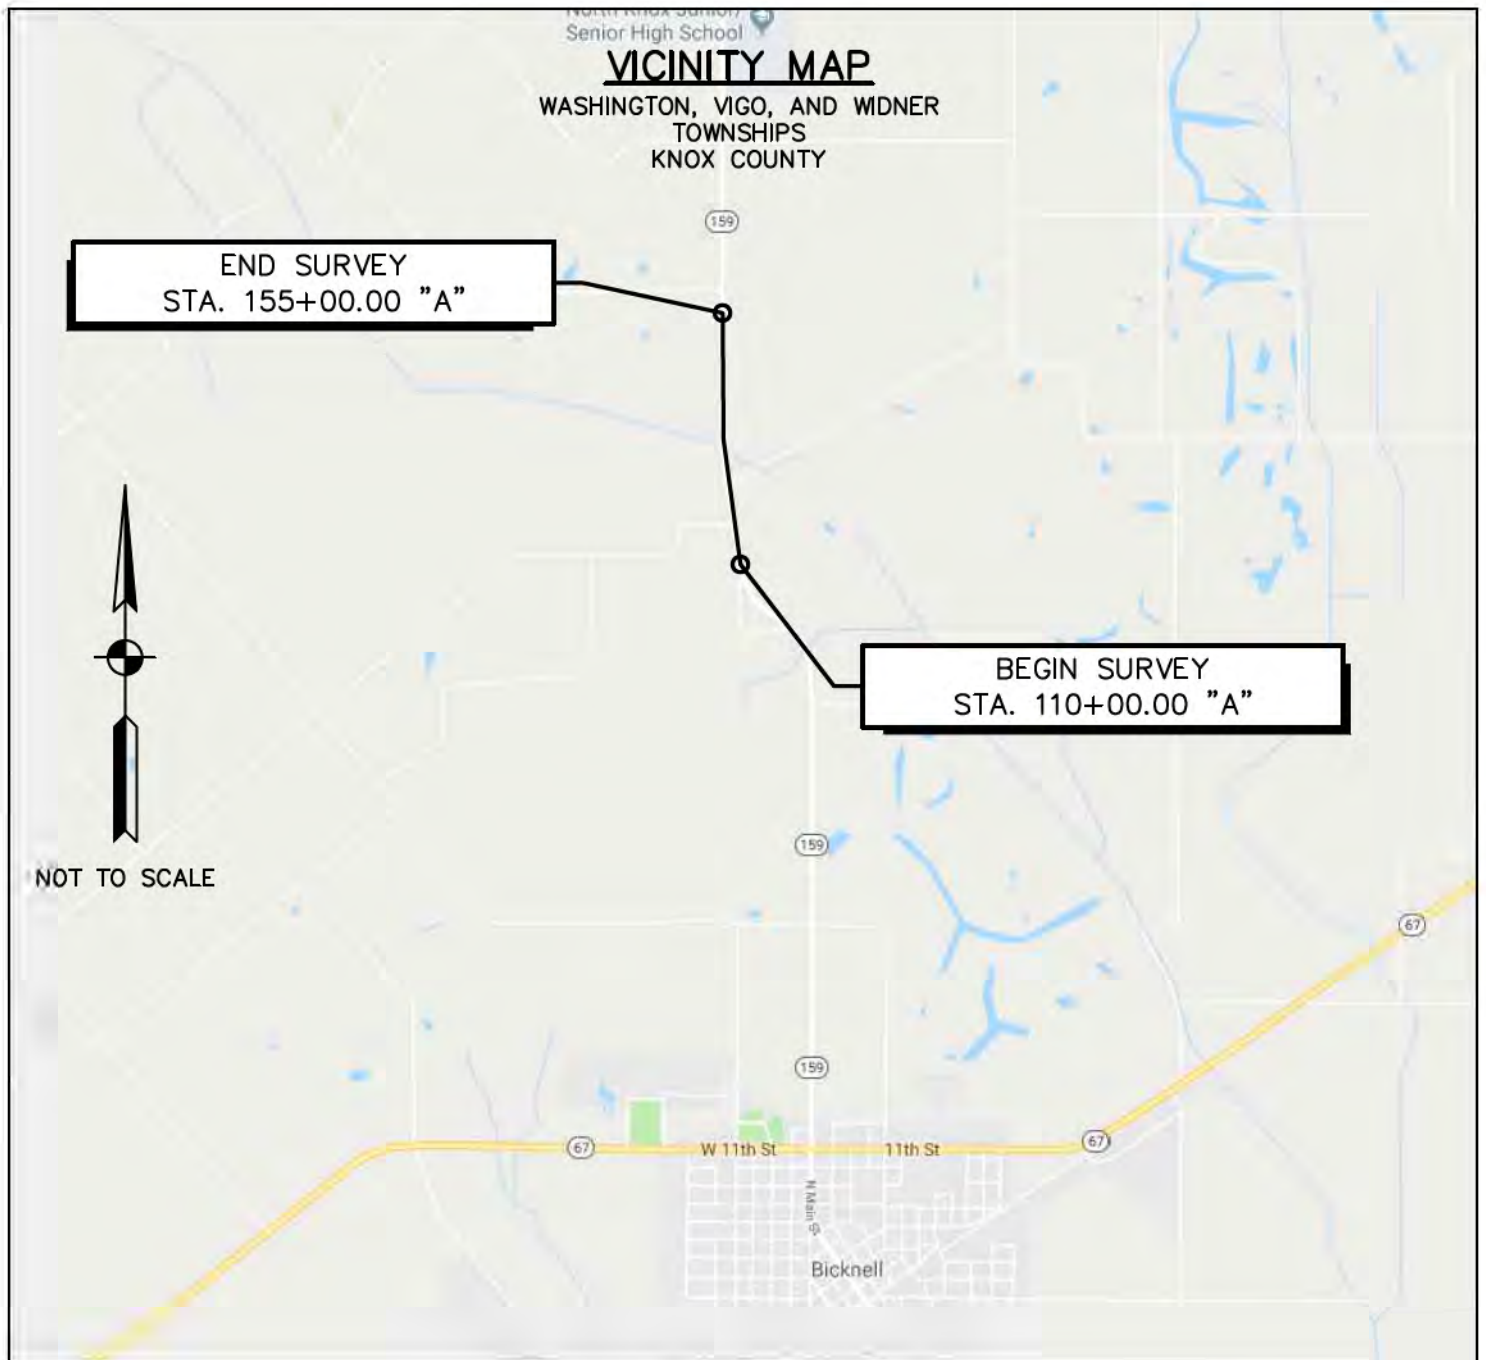 Senior High School
VICINITY MAP
WASHINGTON, VIGO, AND WIDNER
TOWNSHIPS
KNOX COUNTY
159
END SURVEY
STA. 155+00.00 "A"
BEGIN SURVEY
STA. 110+00.00 "A"
159
NOT TO SCALE
67
159
67
W 11th St
11th St
67
N Main St
Bicknell